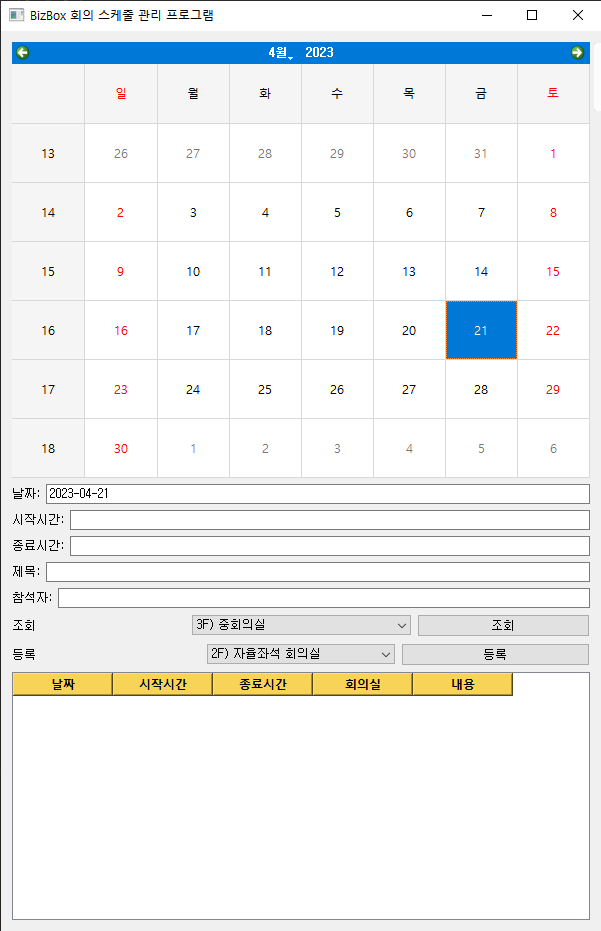 BizBox 회의 스케줄 관리 프로그램
4월 2023
일 월 화 수 목 금 토
13 26 27 28 29 30 31 1
14 2 3 4 5 6 7 8
15 9 10 11 12 13 14 15
16 16 17 18 19 20 21 22
17 23 24 25 26 27 28 29
18 30 1 2 3 4 5 6
날짜: 2023-04-21
시작시간:
종료시간:
제목:
참석자:
조회 3F) 중회의실 조회
등록 2F) 자율좌석 회의실 등록
날짜 시작시간 종료시간 회의실 내용